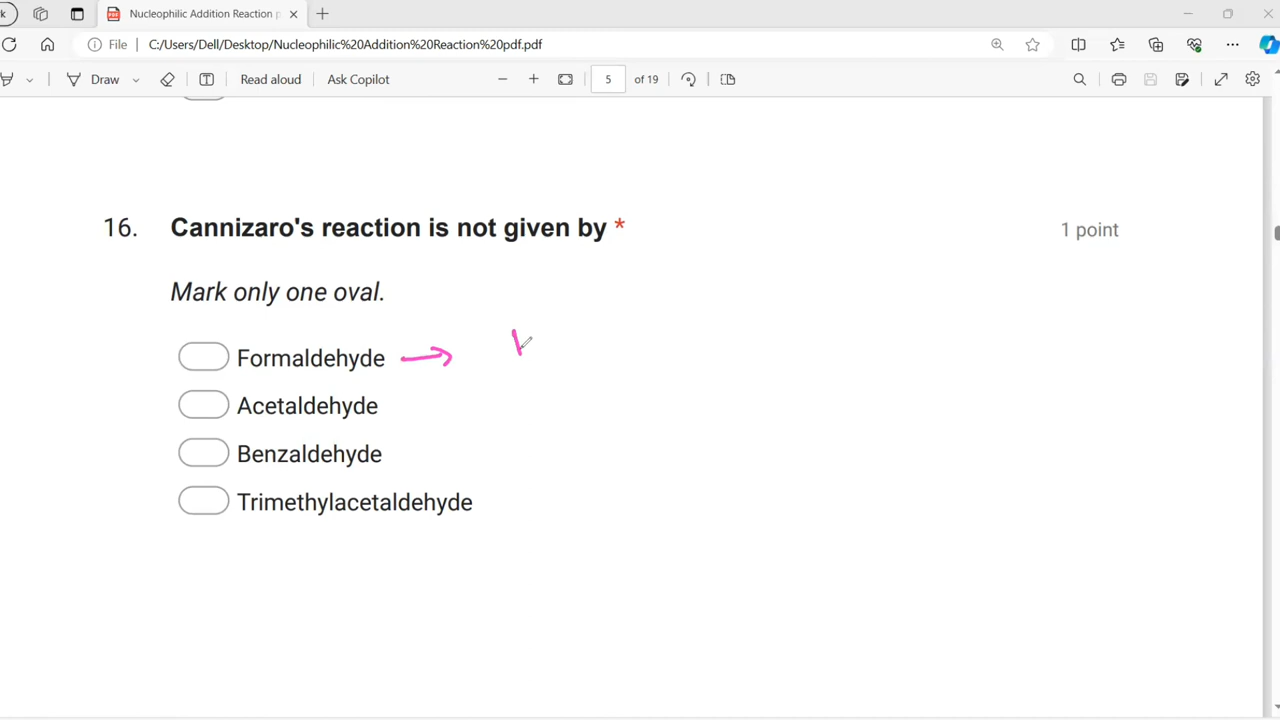 Nucleophilic Addition Reaction p
File C:/Users/Dell/Desktop/Nucleophilic%20Addition%20Reaction%20pdf.pdf
Draw Read aloud Ask Copilot 5 of 19
16. Cannizaro's reaction is not given by * 1 point
Mark only one oval.
Formaldehyde
Acetaldehyde
Benzaldehyde
Trimethylacetaldehyde